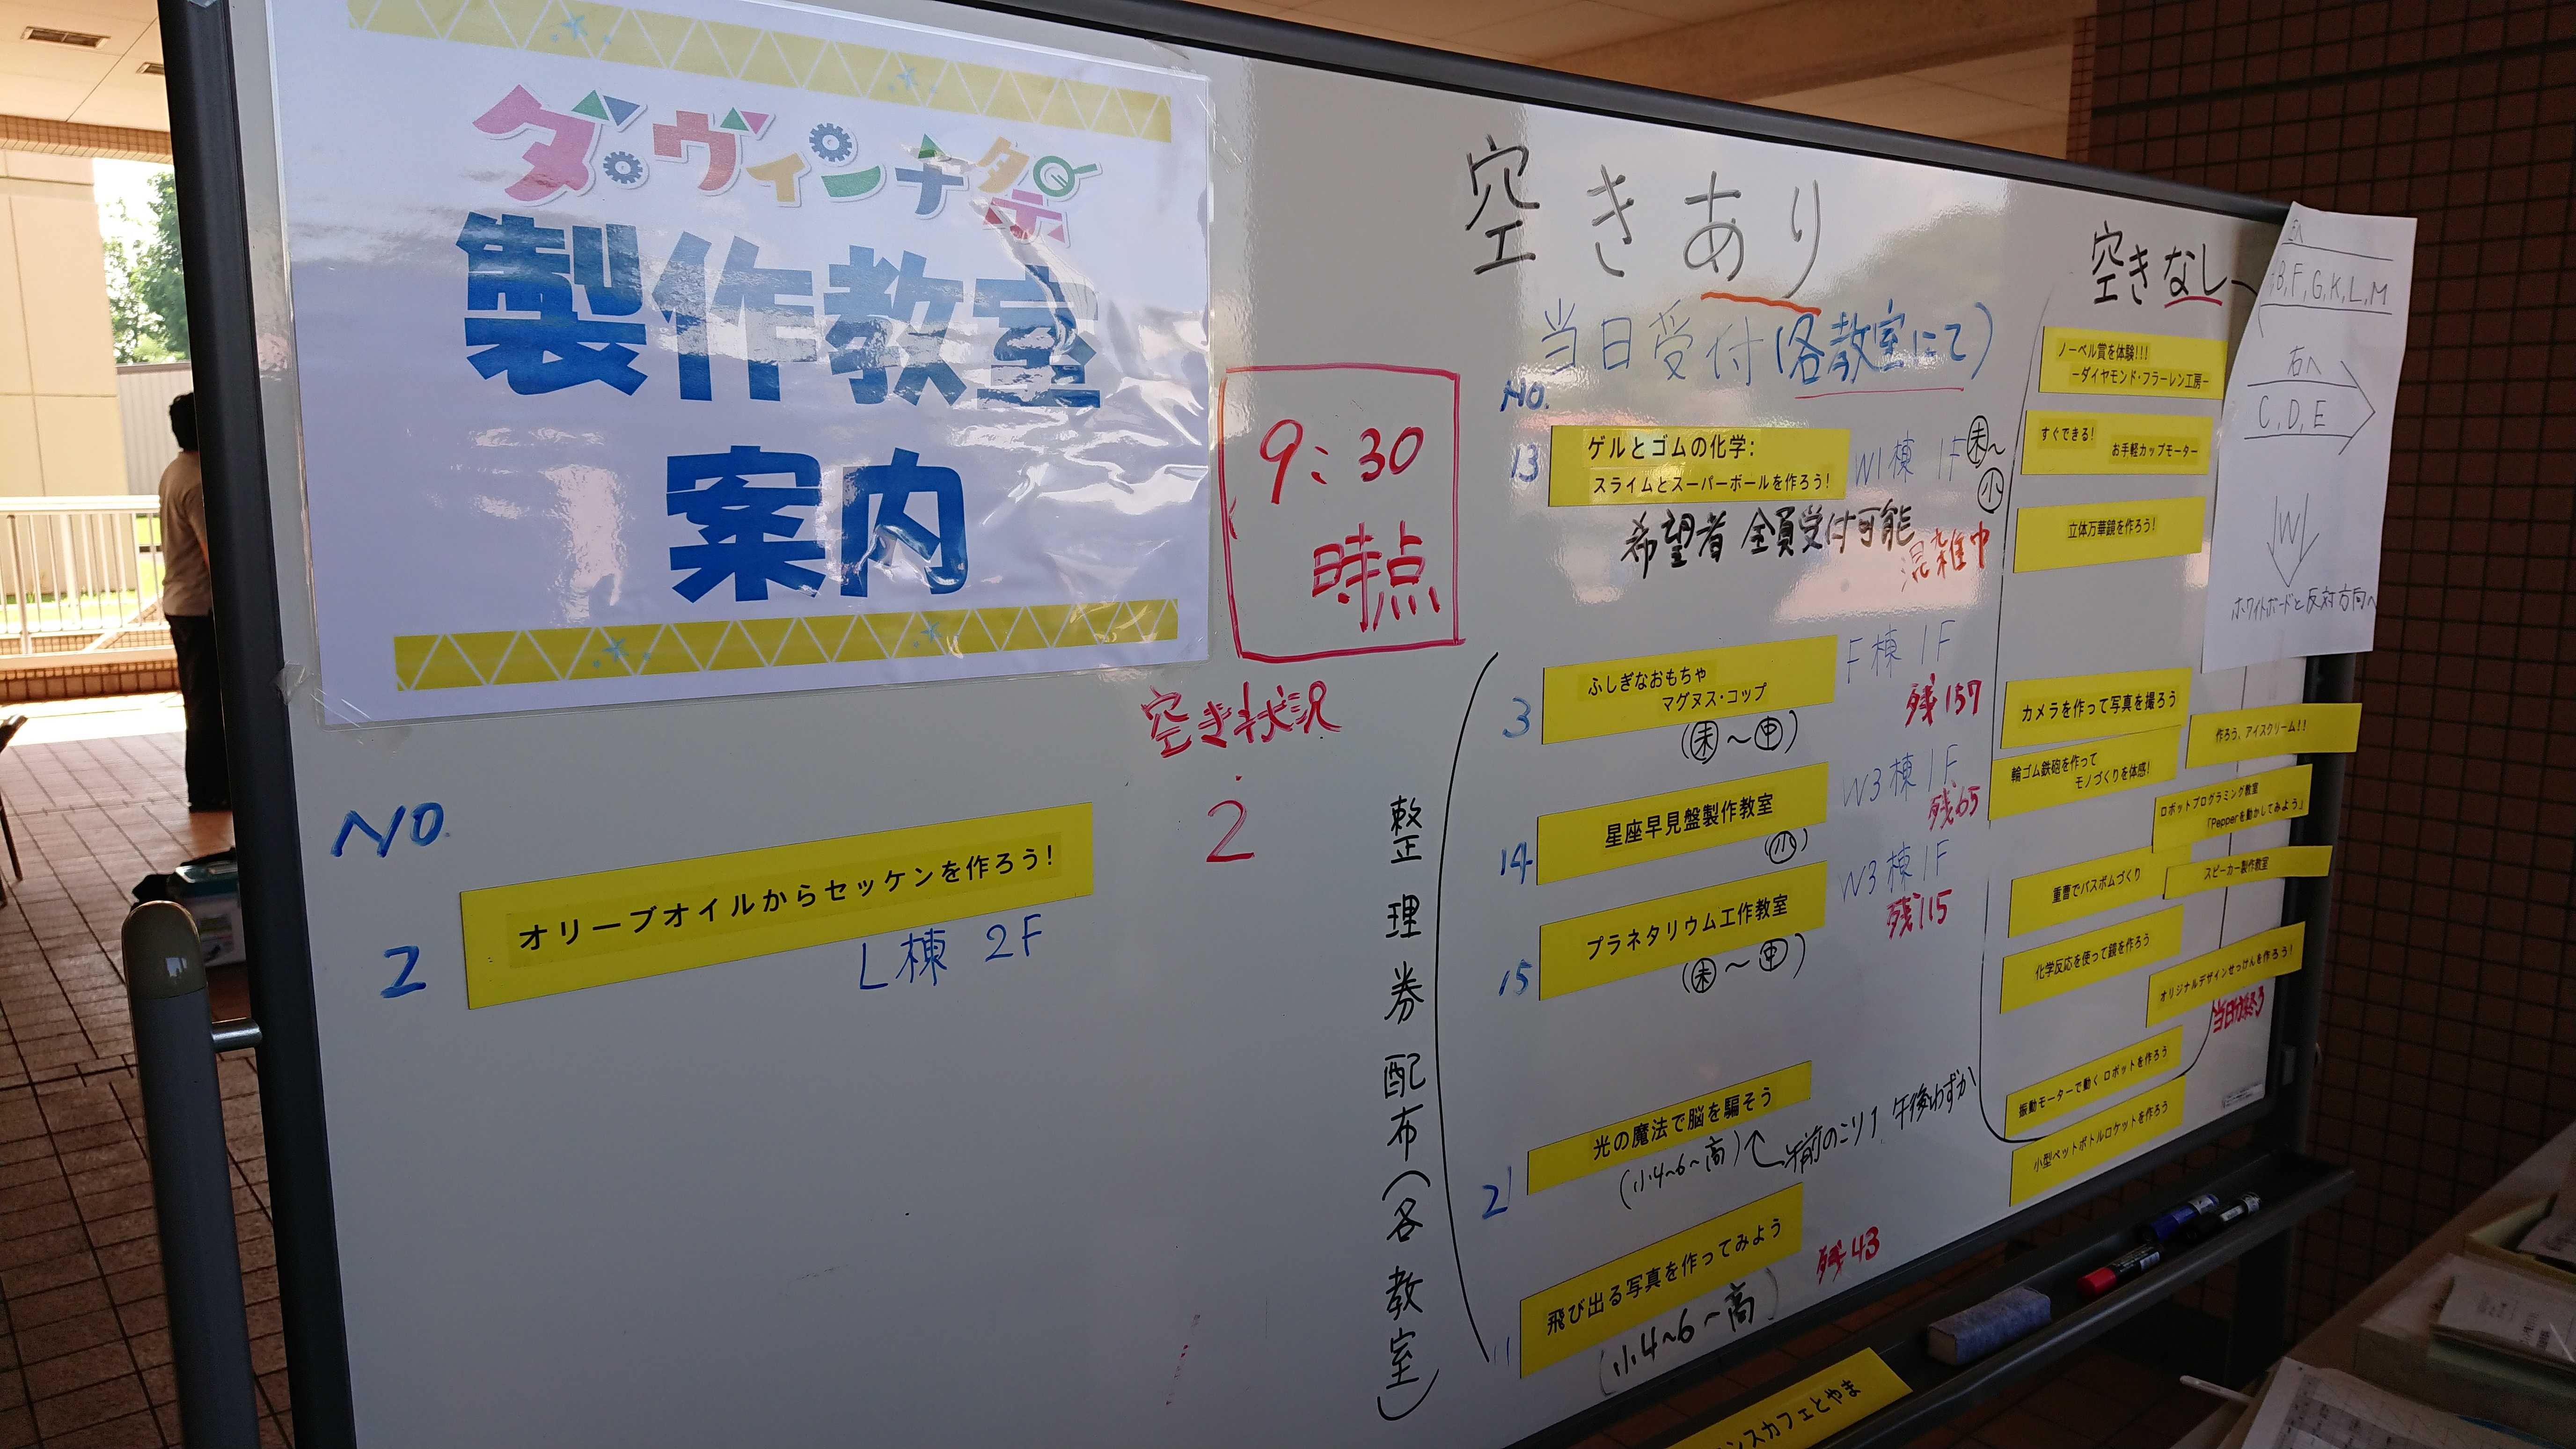 ダ・ヴィンチ祭
製作教室
案内
9:30
時点
空き状況
NO.
2
オリーブオイルからセッケンを作ろう!
L棟 2F
2
空きあり
当日受付(各教室にて)
No.
13
ゲルとゴムの化学:
スライムとスーパーボールを作ろう!
W1棟 1F
未~
小
希望者 全員受付可能
混雑中
整理券配布(各教室)
3
ふしぎなおもちゃ
マグヌス・コップ
(未~中)
F棟 1F
残157
14
星座早見盤製作教室
(小)
W3棟 1F
残65
15
プラネタリウム工作教室
(未~中)
W3棟 1F
残115
21
光の魔法で脳を騙そう
(小4~6~高)
午前のこり1 午後わずか
11
飛び出る写真を作ってみよう
(小4~6~高)
残43
空きなし
ノーベル賞を体験!!!
ーダイヤモンド・フラーレン工房ー
すぐできる!
お手軽カップモーター
立体万華鏡を作ろう!
カメラを作って写真を撮ろう
輪ゴム鉄砲を作って
モノづくりを体感!
重曹でバスボムづくり
化学反応を使って鏡を作ろう
振動モーターで動く ロボットを作ろう
小型ペットボトルロケットを作ろう
作ろう、アイスクリーム!!
ロボットプログラミング教室
「Pepperを動かしてみよう」
スピーカー製作教室
オリジナルデザインせっけんを作ろう!
B,F,G,K,L,M
右へ
C,D,E
W
ホワイトボードと反対方向へ
ンスカフェとやま